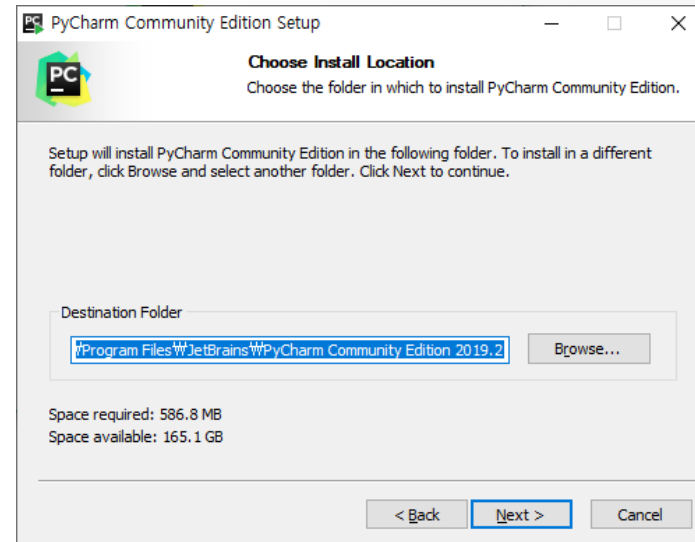 PyCharm Community Edition Setup
PC
Choose Install Location
Choose the folder in which to install PyCharm Community Edition.
Setup will install PyCharm Community Edition in the following folder. To install in a different
folder, click Browse and select another folder. Click Next to continue.
Destination Folder
₩Program Files₩JetBrains₩PyCharm Community Edition 2019.2
Browse...
Space required: 586.8 MB
Space available: 165.1 GB
< Back Next > Cancel